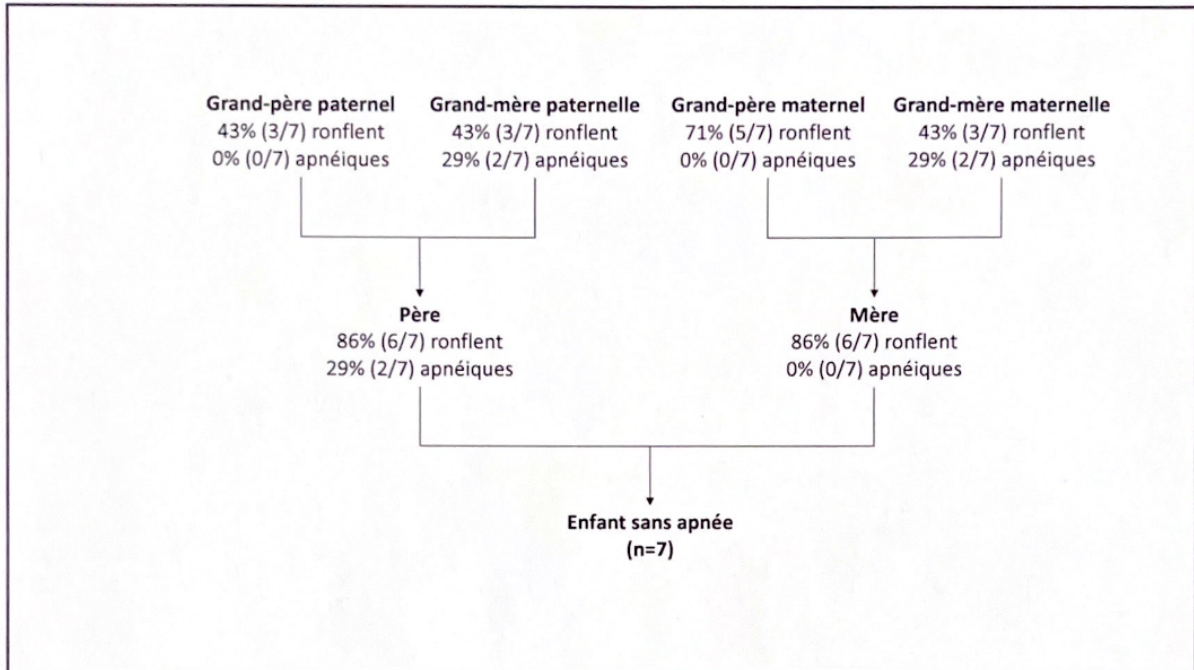 Grand-père paternel
43% (3/7) ronflent
0% (0/7) apnéiques
Grand-mère paternelle
43% (3/7) ronflent
29% (2/7) apnéiques
Grand-père maternel
71% (5/7) ronflent
0% (0/7) apnéiques
Grand-mère maternelle
43% (3/7) ronflent
29% (2/7) apnéiques
Père
86% (6/7) ronflent
29% (2/7) apnéiques
Mère
86% (6/7) ronflent
0% (0/7) apnéiques
Enfant sans apnée
(n=7)